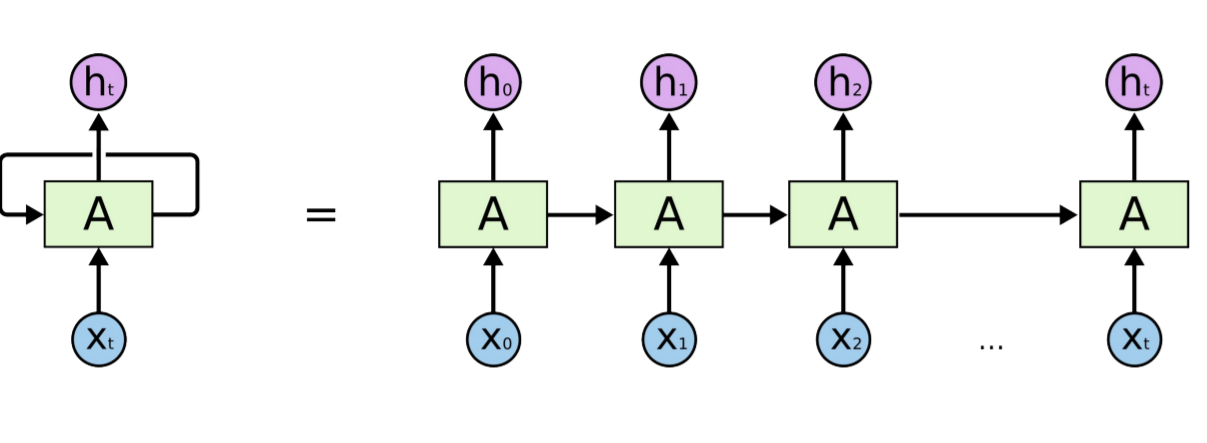 hₜ h₀ h₁ h₂ hₜ
A = A A A A
xₜ x₀ x₁ x₂ ... xₜ